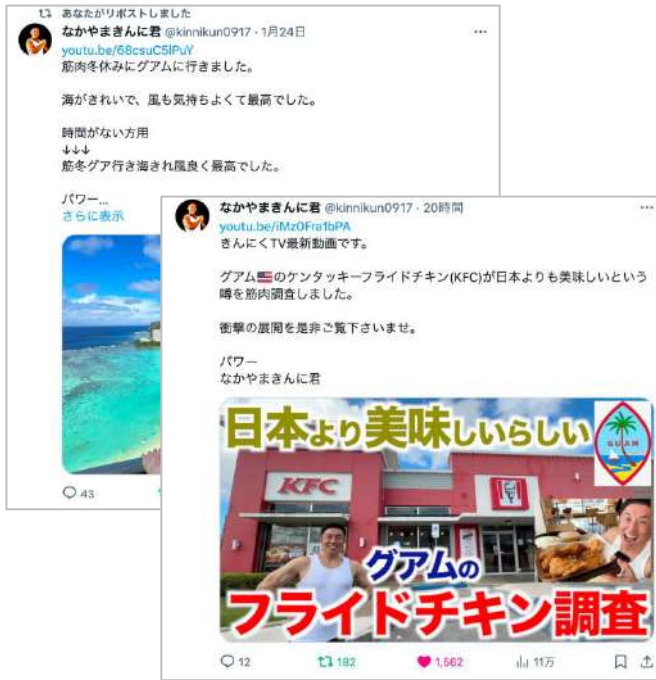 あなたがリポストしました
なかやまきんに君 @kinnikun0917・1月24日
youtu.be/68csuC5lPuY
筋肉冬休みにグアムに行きました。
海がきれいで、風も気持ちよくて最高でした。
時間がない方用
↓↓↓
筋冬グア行き海きれ風良く最高でした。
パワー...
さらに表示
43
なかやまきんに君 @kinnikun0917・20時間
youtu.be/iMz0Fra1bPA
きんにくTV最新動画です。
グアム🇺🇸のケンタッキーフライドチキン(KFC)が日本よりも美味しいという
噂を筋肉調査しました。
衝撃の展開を是非ご覧下さいませ。
パワー
なかやまきんに君
日本より美味しいらしい
GUAM
KFC
グアムの
フライドチキン調査
12 182 1,562 11万